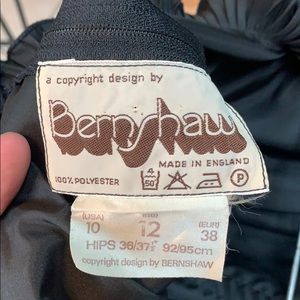 a copyright design by
Bernshaw
MADE IN ENGLAND
100% POLYESTER
4
50°
P
(USA) (EUR)
10 12 38
HIPS 36/37½" 92/95cm
copyright design by BERNSHAW